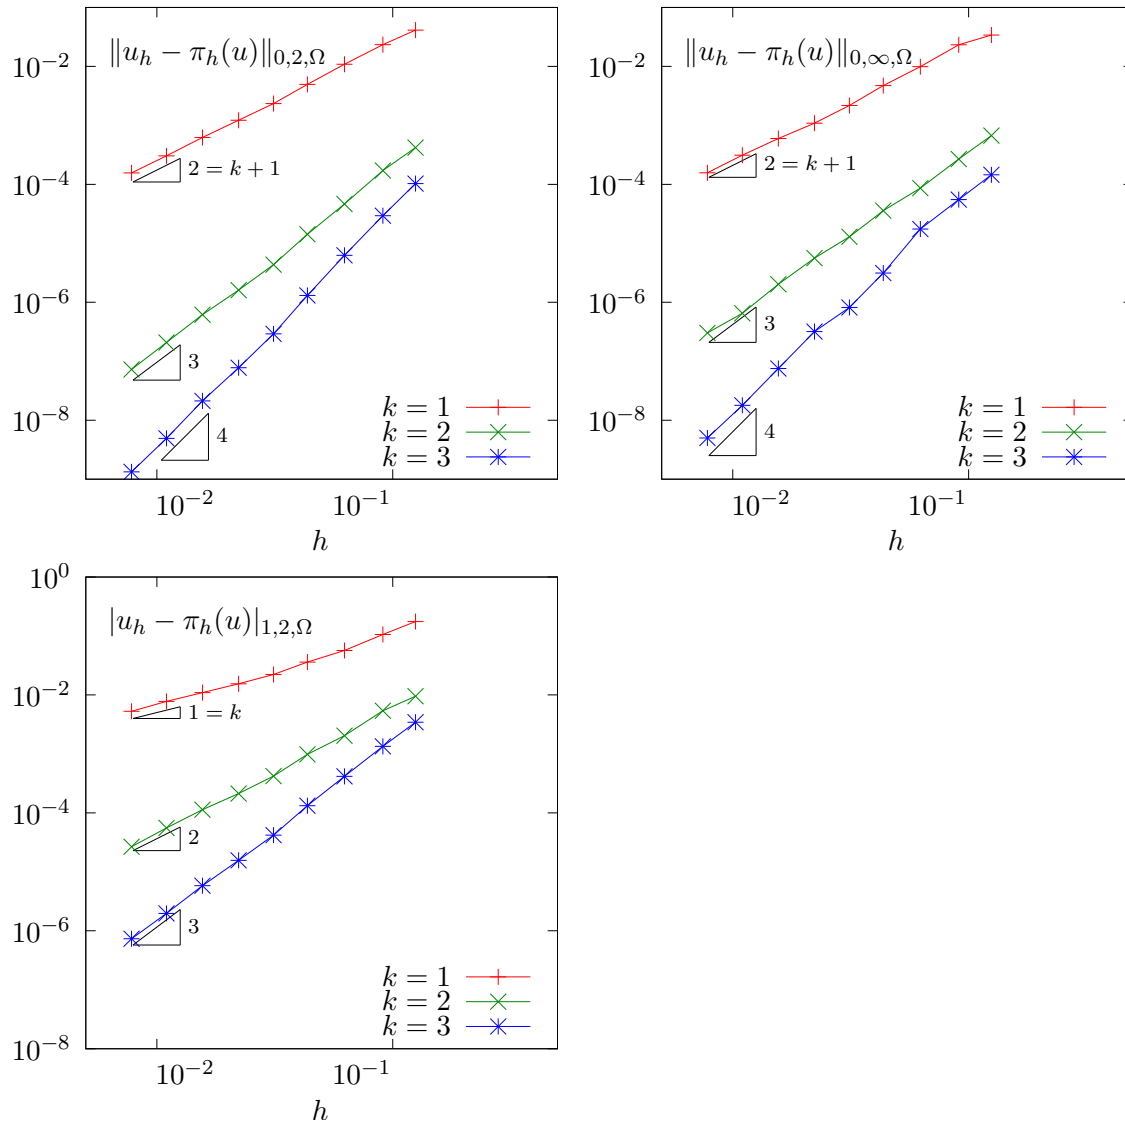 ‖u_h − π_h(u)‖_{0,2,Ω}
10^{−2}
2 = k + 1
10^{−4}
10^{−6}
3
10^{−8}
4
k = 1
k = 2
k = 3
10^{−2} 10^{−1}
h
‖u_h − π_h(u)‖_{0,∞,Ω}
10^{−2}
2 = k + 1
10^{−4}
10^{−6}
3
10^{−8}
4
k = 1
k = 2
k = 3
10^{−2} 10^{−1}
h
10^{0}
|u_h − π_h(u)|_{1,2,Ω}
10^{−2}
1 = k
10^{−4}
2
10^{−6}
3
k = 1
k = 2
k = 3
10^{−8}
10^{−2} 10^{−1}
h